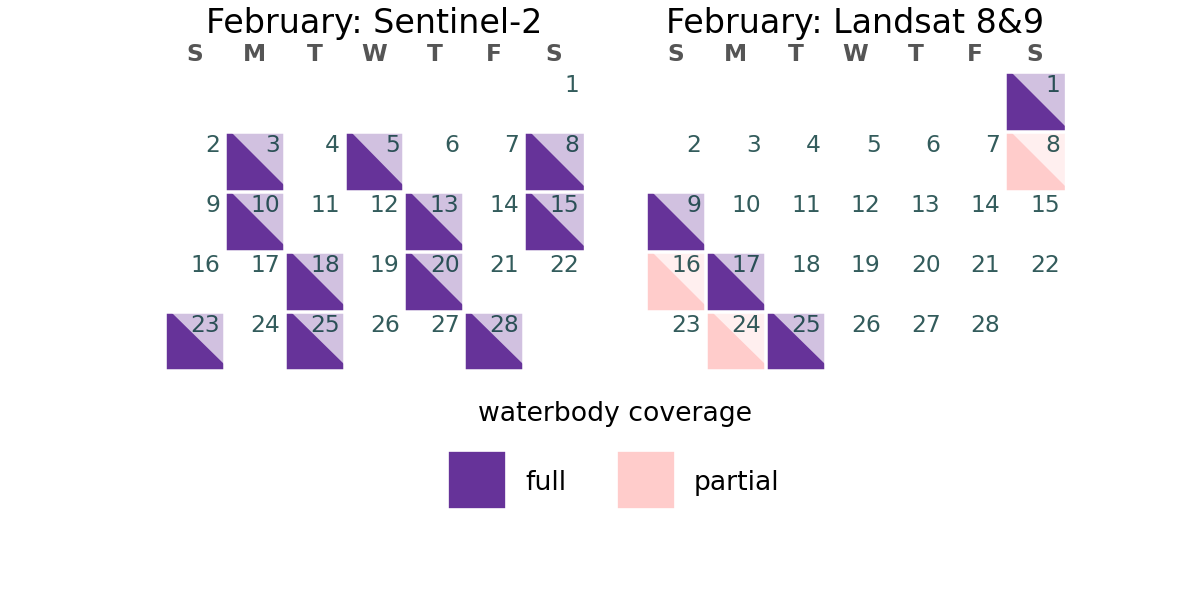 February: Sentinel-2
S M T W T F S
1
2 3 4 5 6 7 8
9 10 11 12 13 14 15
16 17 18 19 20 21 22
23 24 25 26 27 28
February: Landsat 8&9
S M T W T F S
1
2 3 4 5 6 7 8
9 10 11 12 13 14 15
16 17 18 19 20 21 22
23 24 25 26 27 28
waterbody coverage
full partial